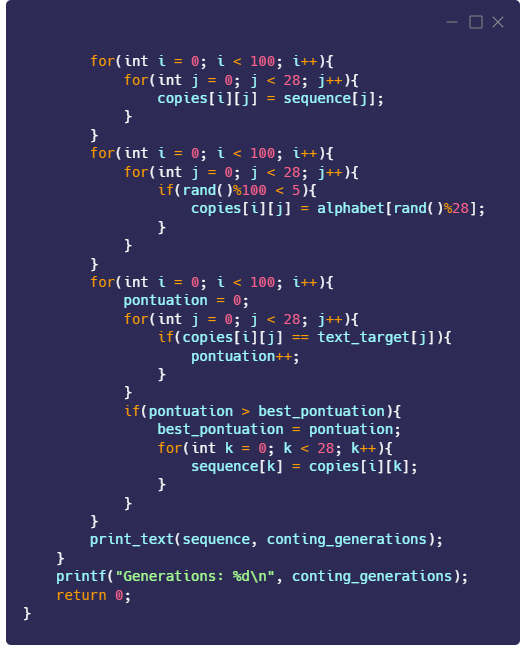 for(int i = 0; i < 100; i++){
for(int j = 0; j < 28; j++){
copies[i][j] = sequence[j];
}
}
for(int i = 0; i < 100; i++){
for(int j = 0; j < 28; j++){
if(rand()%100 < 5){
copies[i][j] = alphabet[rand()%28];
}
}
}
for(int i = 0; i < 100; i++){
pontuation = 0;
for(int j = 0; j < 28; j++){
if(copies[i][j] == text_target[j]){
pontuation++;
}
}
if(pontuation > best_pontuation){
best_pontuation = pontuation;
for(int k = 0; k < 28; k++){
sequence[k] = copies[i][k];
}
}
}
print_text(sequence, conting_generations);
}
printf("Generations: %d\n", conting_generations);
return 0;
}